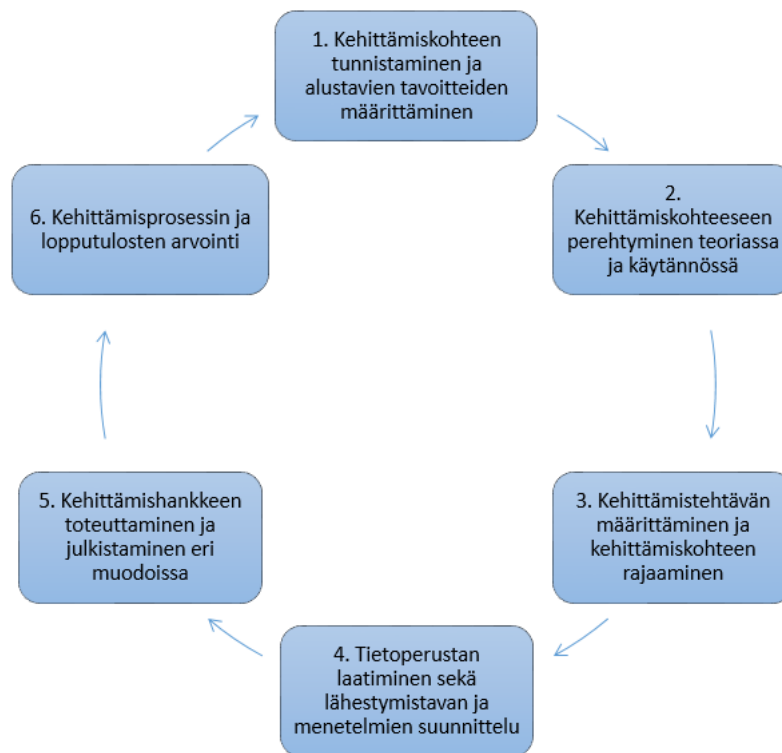 1. Kehittämiskohteen
tunnistaminen ja
alustavien tavoitteiden
määrittäminen
2.
Kehittämiskohteeseen
perehtyminen teoriassa
ja käytännössä
3. Kehittämistehtävän
määrittäminen ja
kehittämiskohteen
rajaaminen
4. Tietoperustan
laatiminen sekä
lähestymistavan ja
menetelmien suunnittelu
5. Kehittämishankkeen
toteuttaminen ja
julkistaminen eri
muodoissa
6. Kehittämisprosessin ja
lopputulosten arvointi